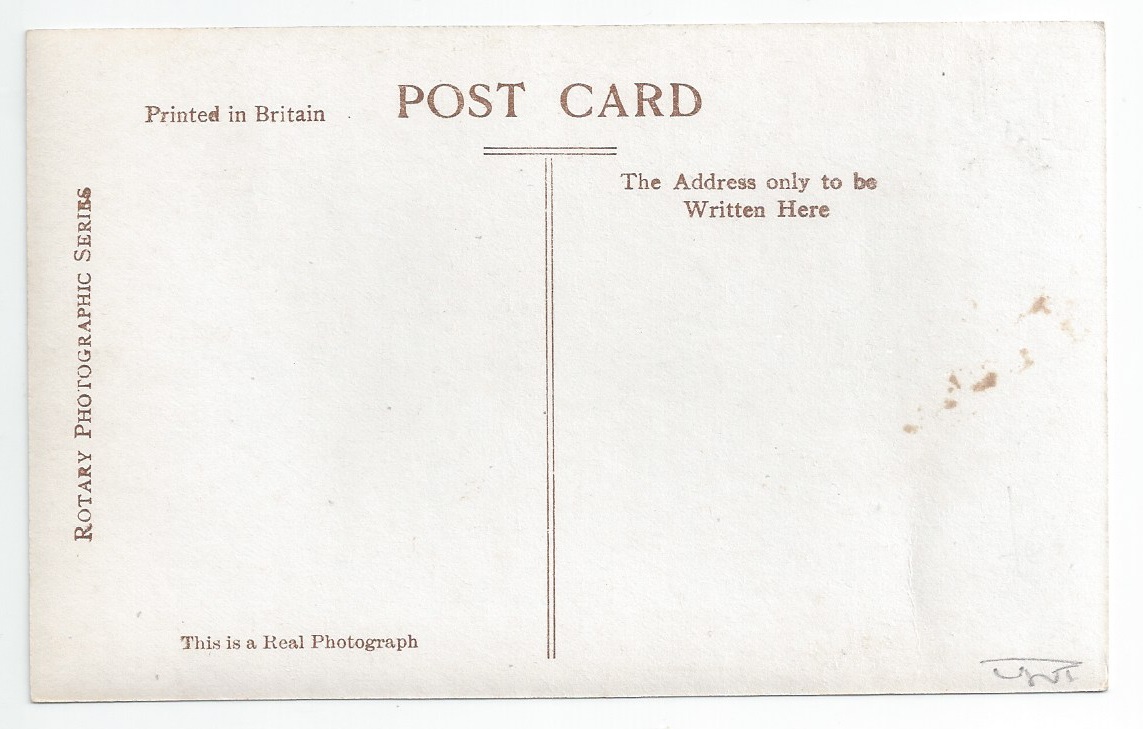 POST CARD
Printed in Britain
The Address only to be
Written Here
ROTARY PHOTOGRAPHIC SERIES
This is a Real Photograph